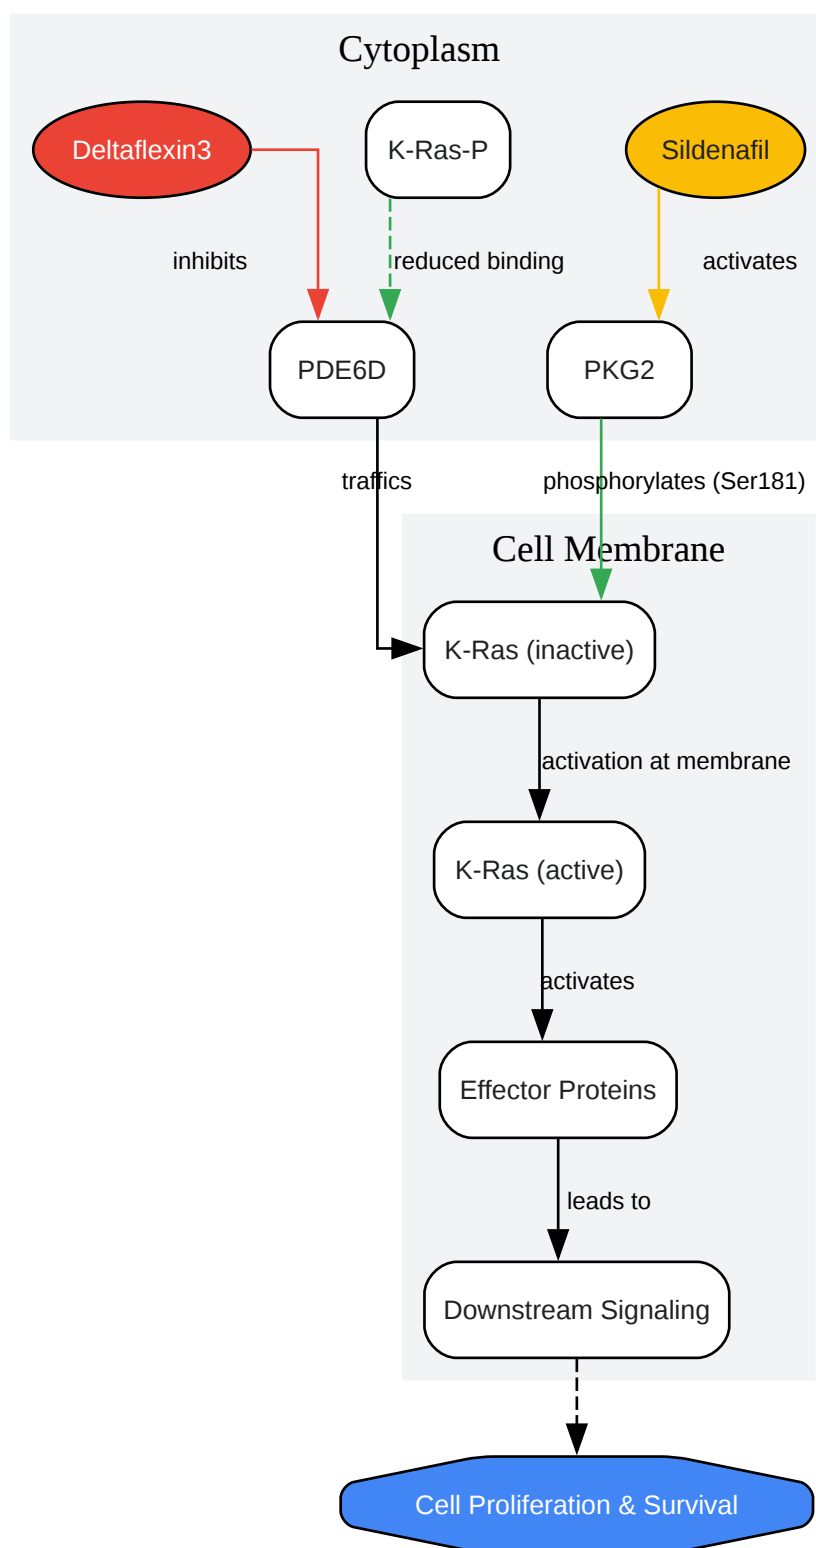 Cytoplasm
Deltaflexin3
K-Ras-P
Sildenafil
inhibits
reduced binding
activates
PDE6D
PKG2
traffics
phosphorylates (Ser181)
Cell Membrane
K-Ras (inactive)
activation at membrane
K-Ras (active)
activates
Effector Proteins
leads to
Downstream Signaling
Cell Proliferation & Survival